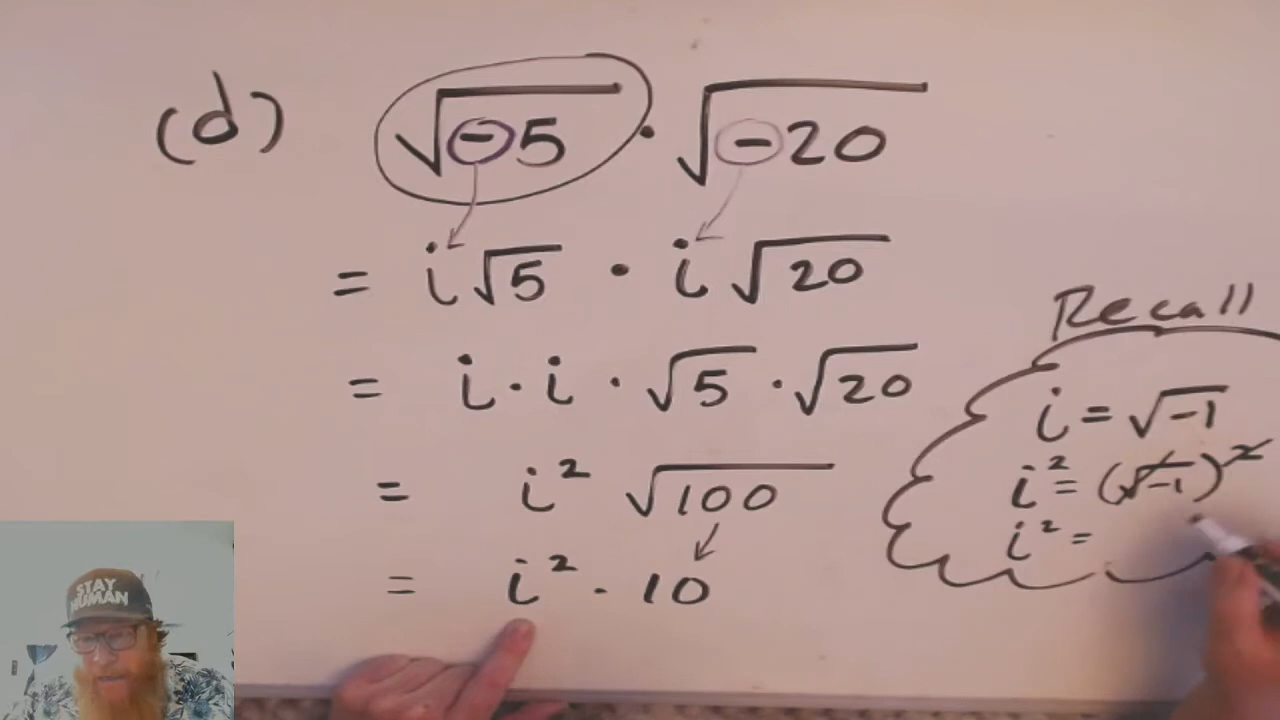 (d) √-5 · √-20
= i√5 · i√20
= i · i · √5 · √20
= i² √100
= i² · 10
Recall
i = √-1
i² = (√-1)²
i² =
STAY
HUMAN